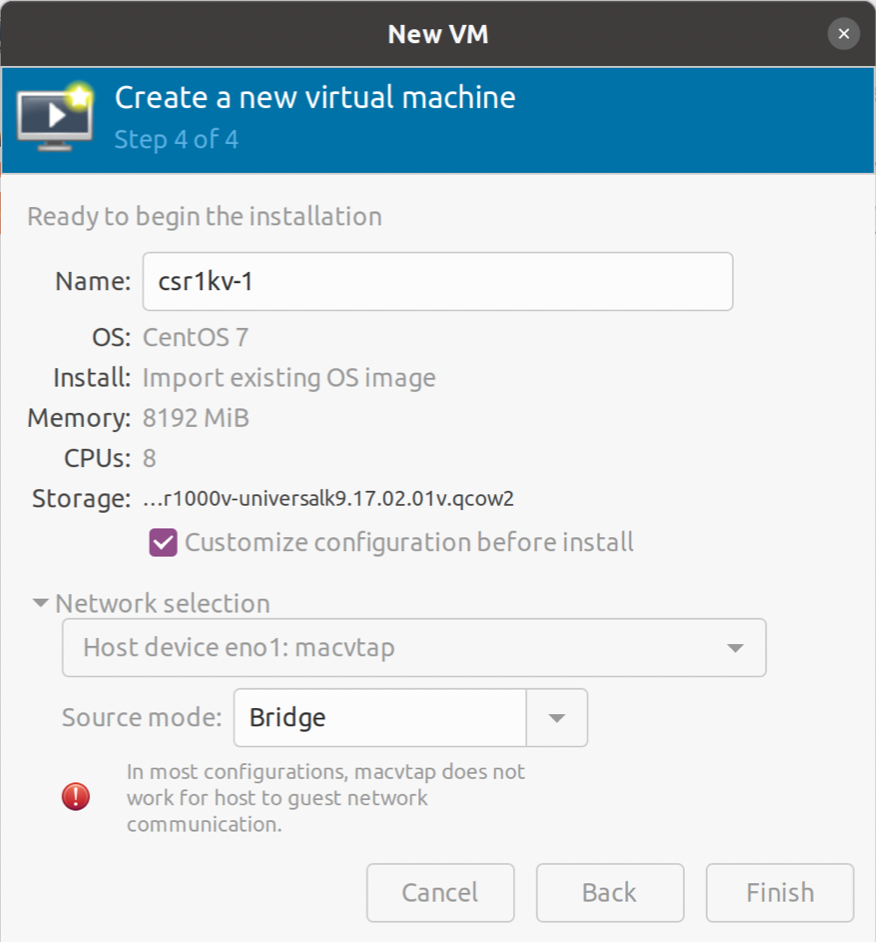 New VM
Create a new virtual machine
Step 4 of 4
Ready to begin the installation
Name: csr1kv-1
OS: CentOS 7
Install: Import existing OS image
Memory: 8192 MiB
CPUs: 8
Storage: ...r1000v-universalk9.17.02.01v.qcow2
Customize configuration before install
Network selection
Host device eno1: macvtap
Source mode: Bridge
In most configurations, macvtap does not
work for host to guest network
communication.
Cancel Back Finish